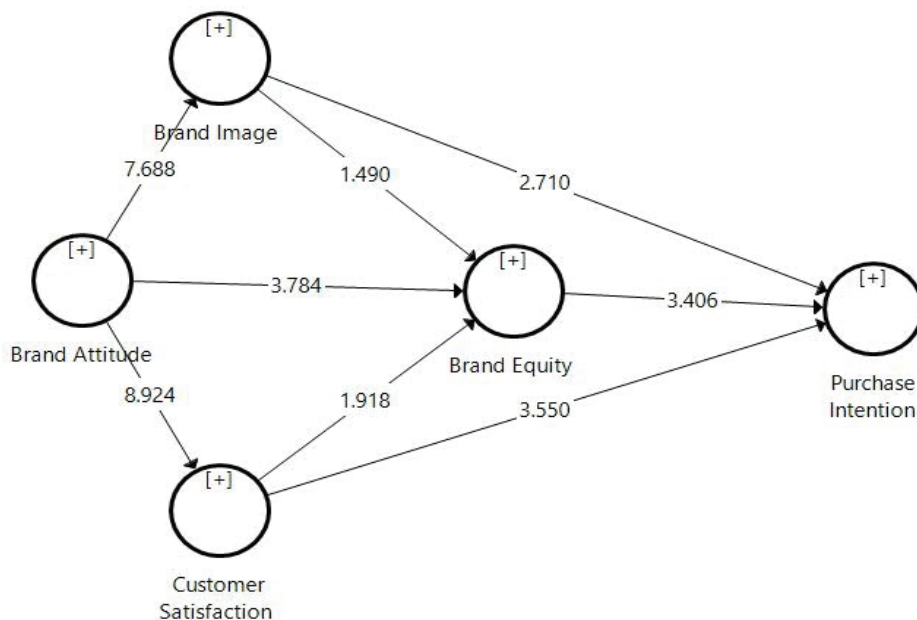 [+]
Brand Image
7.688
1.490
2.710
[+]
Brand Attitude
3.784
[+]
Brand Equity
3.406
[+]
Purchase
Intention
8.924
1.918
3.550
[+]
Customer
Satisfaction